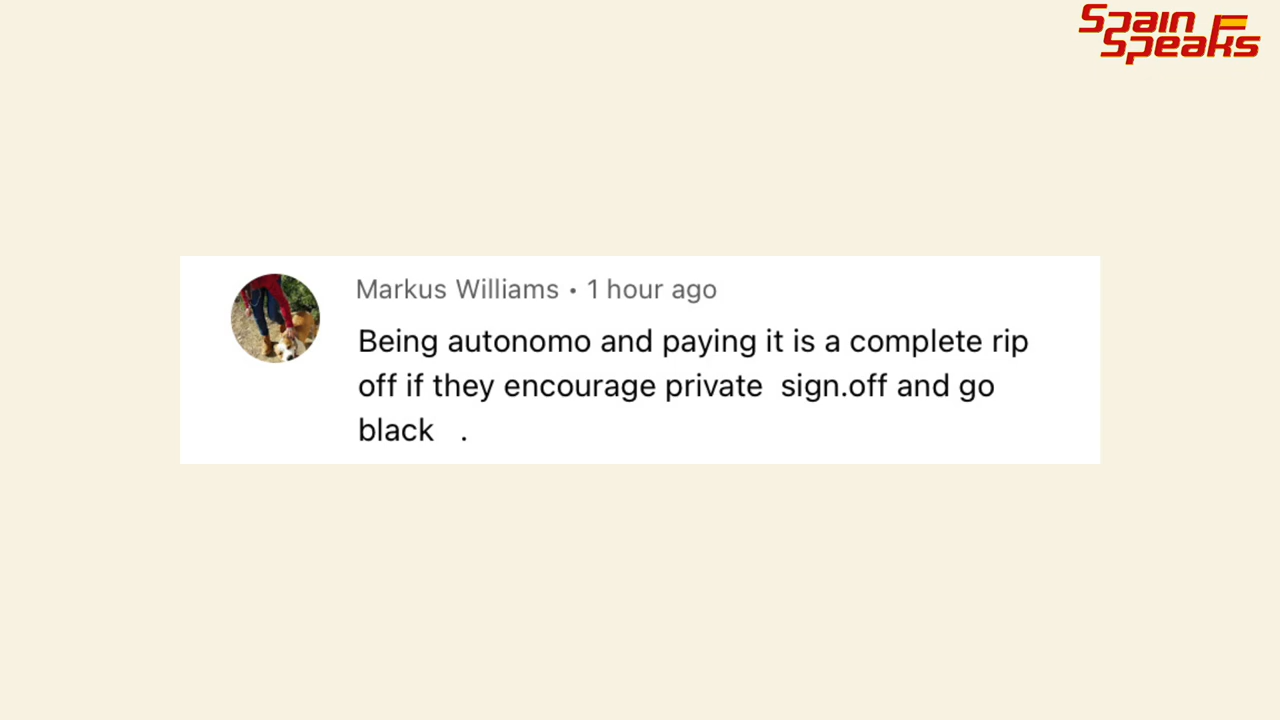 Spain
Speaks
Markus Williams • 1 hour ago
Being autonomo and paying it is a complete rip
off if they encourage private  sign.off and go
black   .